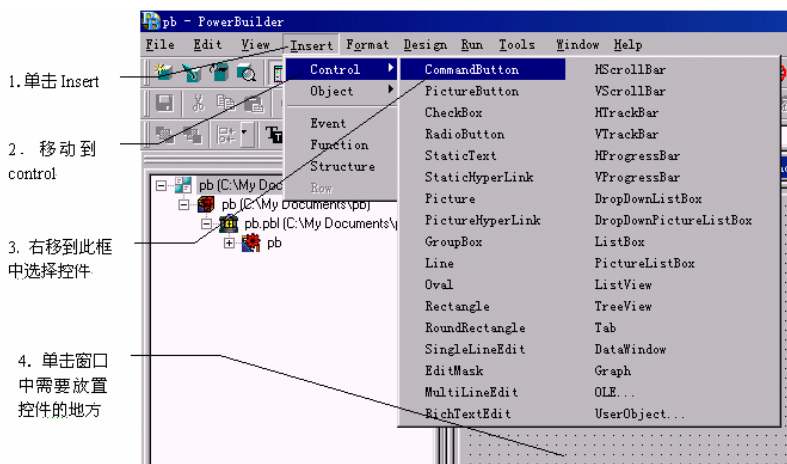 pb - PowerBuilder
File Edit View Insert Format Design Run Tools Window Help
1.单击 Insert
2. 移动到
control
3. 右移到此框
中选择控件
4. 单击窗口
中需要放置
控件的地方
Control
Object
Event
Function
Structure
Row
CommandButton
PictureButton
CheckBox
RadioButton
StaticText
StaticHyperLink
Picture
PictureHyperLink
GroupBox
Line
Oval
Rectangle
RoundRectangle
SingleLineEdit
EditMask
MultiLineEdit
RichTextEdit
HScrollBar
VScrollBar
HTrackBar
VTrackBar
HProgressBar
VProgressBar
DropDownListBox
DropDownPictureListBox
ListBox
PictureListBox
ListView
TreeView
Tab
DataWindow
Graph
OLE...
UserObject...
pb (C:\My Doc
pb (C:\My Documents\pb)
pb.pbl (C:\My Documents\
pb